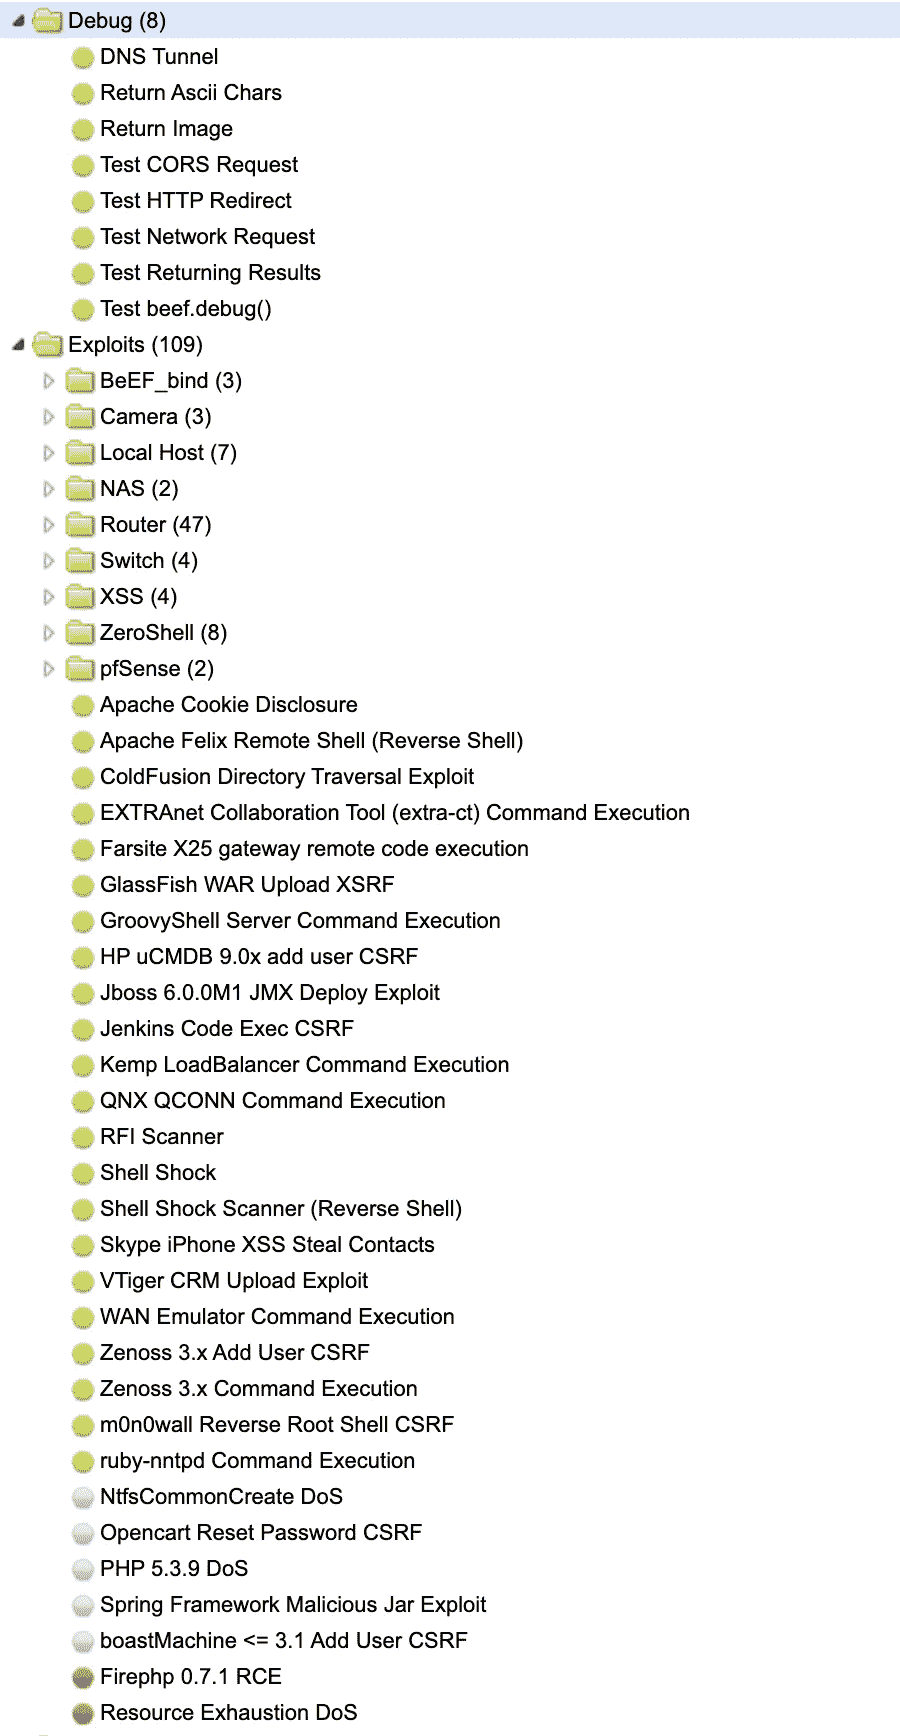 Debug (8)
DNS Tunnel
Return Ascii Chars
Return Image
Test CORS Request
Test HTTP Redirect
Test Network Request
Test Returning Results
Test beef.debug()
Exploits (109)
BeEF_bind (3)
Camera (3)
Local Host (7)
NAS (2)
Router (47)
Switch (4)
XSS (4)
ZeroShell (8)
pfSense (2)
Apache Cookie Disclosure
Apache Felix Remote Shell (Reverse Shell)
ColdFusion Directory Traversal Exploit
EXTRAnet Collaboration Tool (extra-ct) Command Execution
Farsite X25 gateway remote code execution
GlassFish WAR Upload XSRF
GroovyShell Server Command Execution
HP uCMDB 9.0x add user CSRF
Jboss 6.0.0M1 JMX Deploy Exploit
Jenkins Code Exec CSRF
Kemp LoadBalancer Command Execution
QNX QCONN Command Execution
RFI Scanner
Shell Shock
Shell Shock Scanner (Reverse Shell)
Skype iPhone XSS Steal Contacts
VTiger CRM Upload Exploit
WAN Emulator Command Execution
Zenoss 3.x Add User CSRF
Zenoss 3.x Command Execution
m0n0wall Reverse Root Shell CSRF
ruby-nntpd Command Execution
NtfsCommonCreate DoS
Opencart Reset Password CSRF
PHP 5.3.9 DoS
Spring Framework Malicious Jar Exploit
boastMachine <= 3.1 Add User CSRF
Firephp 0.7.1 RCE
Resource Exhaustion DoS